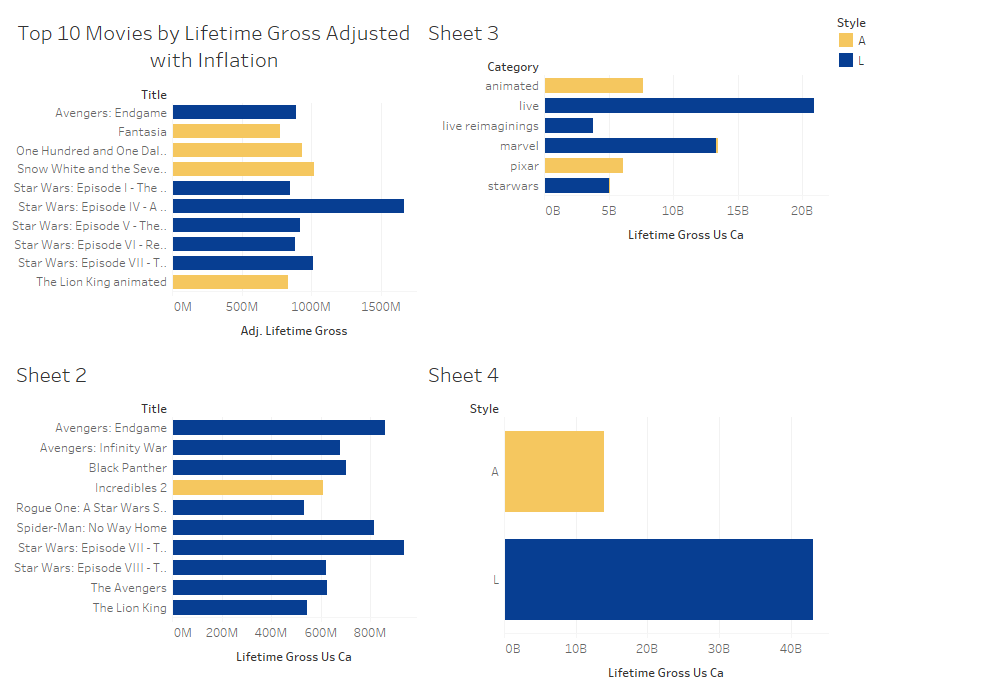 Top 10 Movies by Lifetime Gross Adjusted
with Inflation
Title
Avengers: Endgame
Fantasia
One Hundred and One Dal..
Snow White and the Seve..
Star Wars: Episode I - The ..
Star Wars: Episode IV - A ..
Star Wars: Episode V - The..
Star Wars: Episode VI - Re..
Star Wars: Episode VII - T..
The Lion King animated
0M 500M 1000M 1500M
Adj. Lifetime Gross
Sheet 3
Category
animated
live
live reimaginings
marvel
pixar
starwars
0B 5B 10B 15B 20B
Lifetime Gross Us Ca
Style
A
L
Sheet 2
Title
Avengers: Endgame
Avengers: Infinity War
Black Panther
Incredibles 2
Rogue One: A Star Wars S..
Spider-Man: No Way Home
Star Wars: Episode VII - T..
Star Wars: Episode VIII - T..
The Avengers
The Lion King
0M 200M 400M 600M 800M
Lifetime Gross Us Ca
Sheet 4
Style
A
L
0B 10B 20B 30B 40B
Lifetime Gross Us Ca